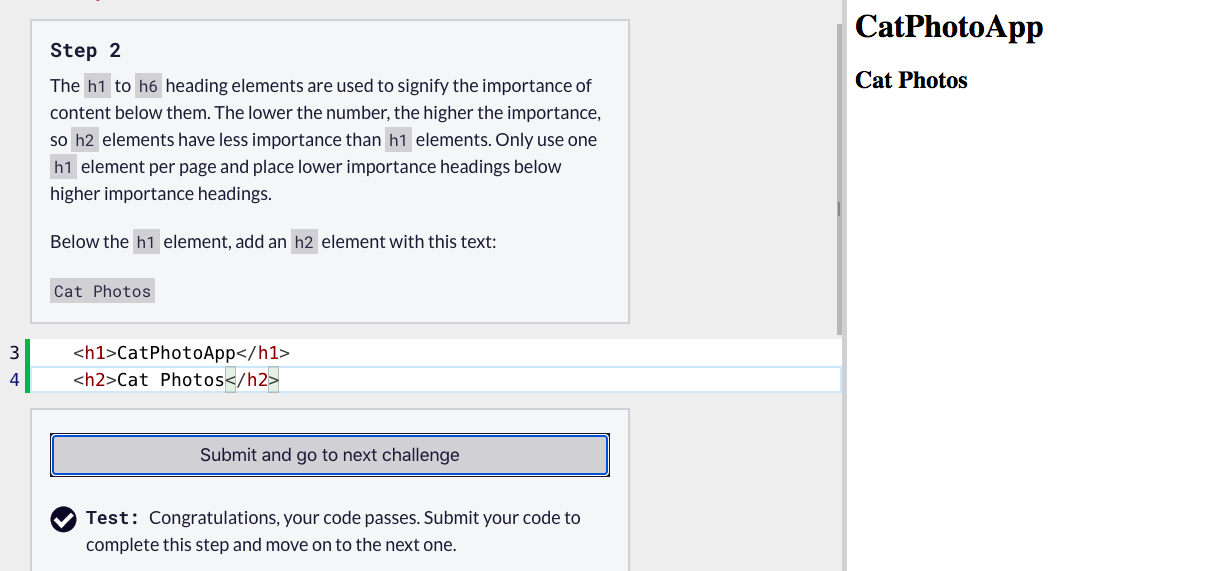 Step 2
The h1 to h6 heading elements are used to signify the importance of
content below them. The lower the number, the higher the importance,
so h2 elements have less importance than h1 elements. Only use one
h1 element per page and place lower importance headings below
higher importance headings.
Below the h1 element, add an h2 element with this text:
Cat Photos
3 <h1>CatPhotoApp</h1>
4 <h2>Cat Photos</h2>
Submit and go to next challenge
Test: Congratulations, your code passes. Submit your code to
complete this step and move on to the next one.
CatPhotoApp
Cat Photos